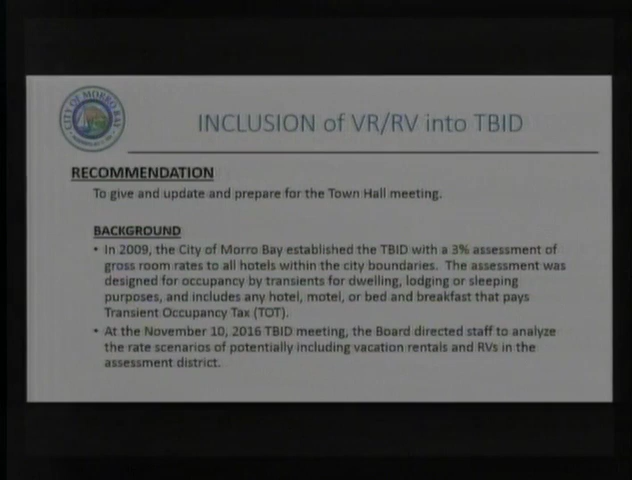 CITY OF MORRO BAY
INCLUSION of VR/RV into TBID
RECOMMENDATION
To give and update and prepare for the Town Hall meeting.
BACKGROUND
• In 2009, the City of Morro Bay established the TBID with a 3% assessment of
gross room rates to all hotels within the city boundaries. The assessment was
designed for occupancy by transients for dwelling, lodging or sleeping
purposes, and includes any hotel, motel, or bed and breakfast that pays
Transient Occupancy Tax (TOT).
• At the November 10, 2016 TBID meeting, the Board directed staff to analyze
the rate scenarios of potentially including vacation rentals and RVs in the
assessment district.